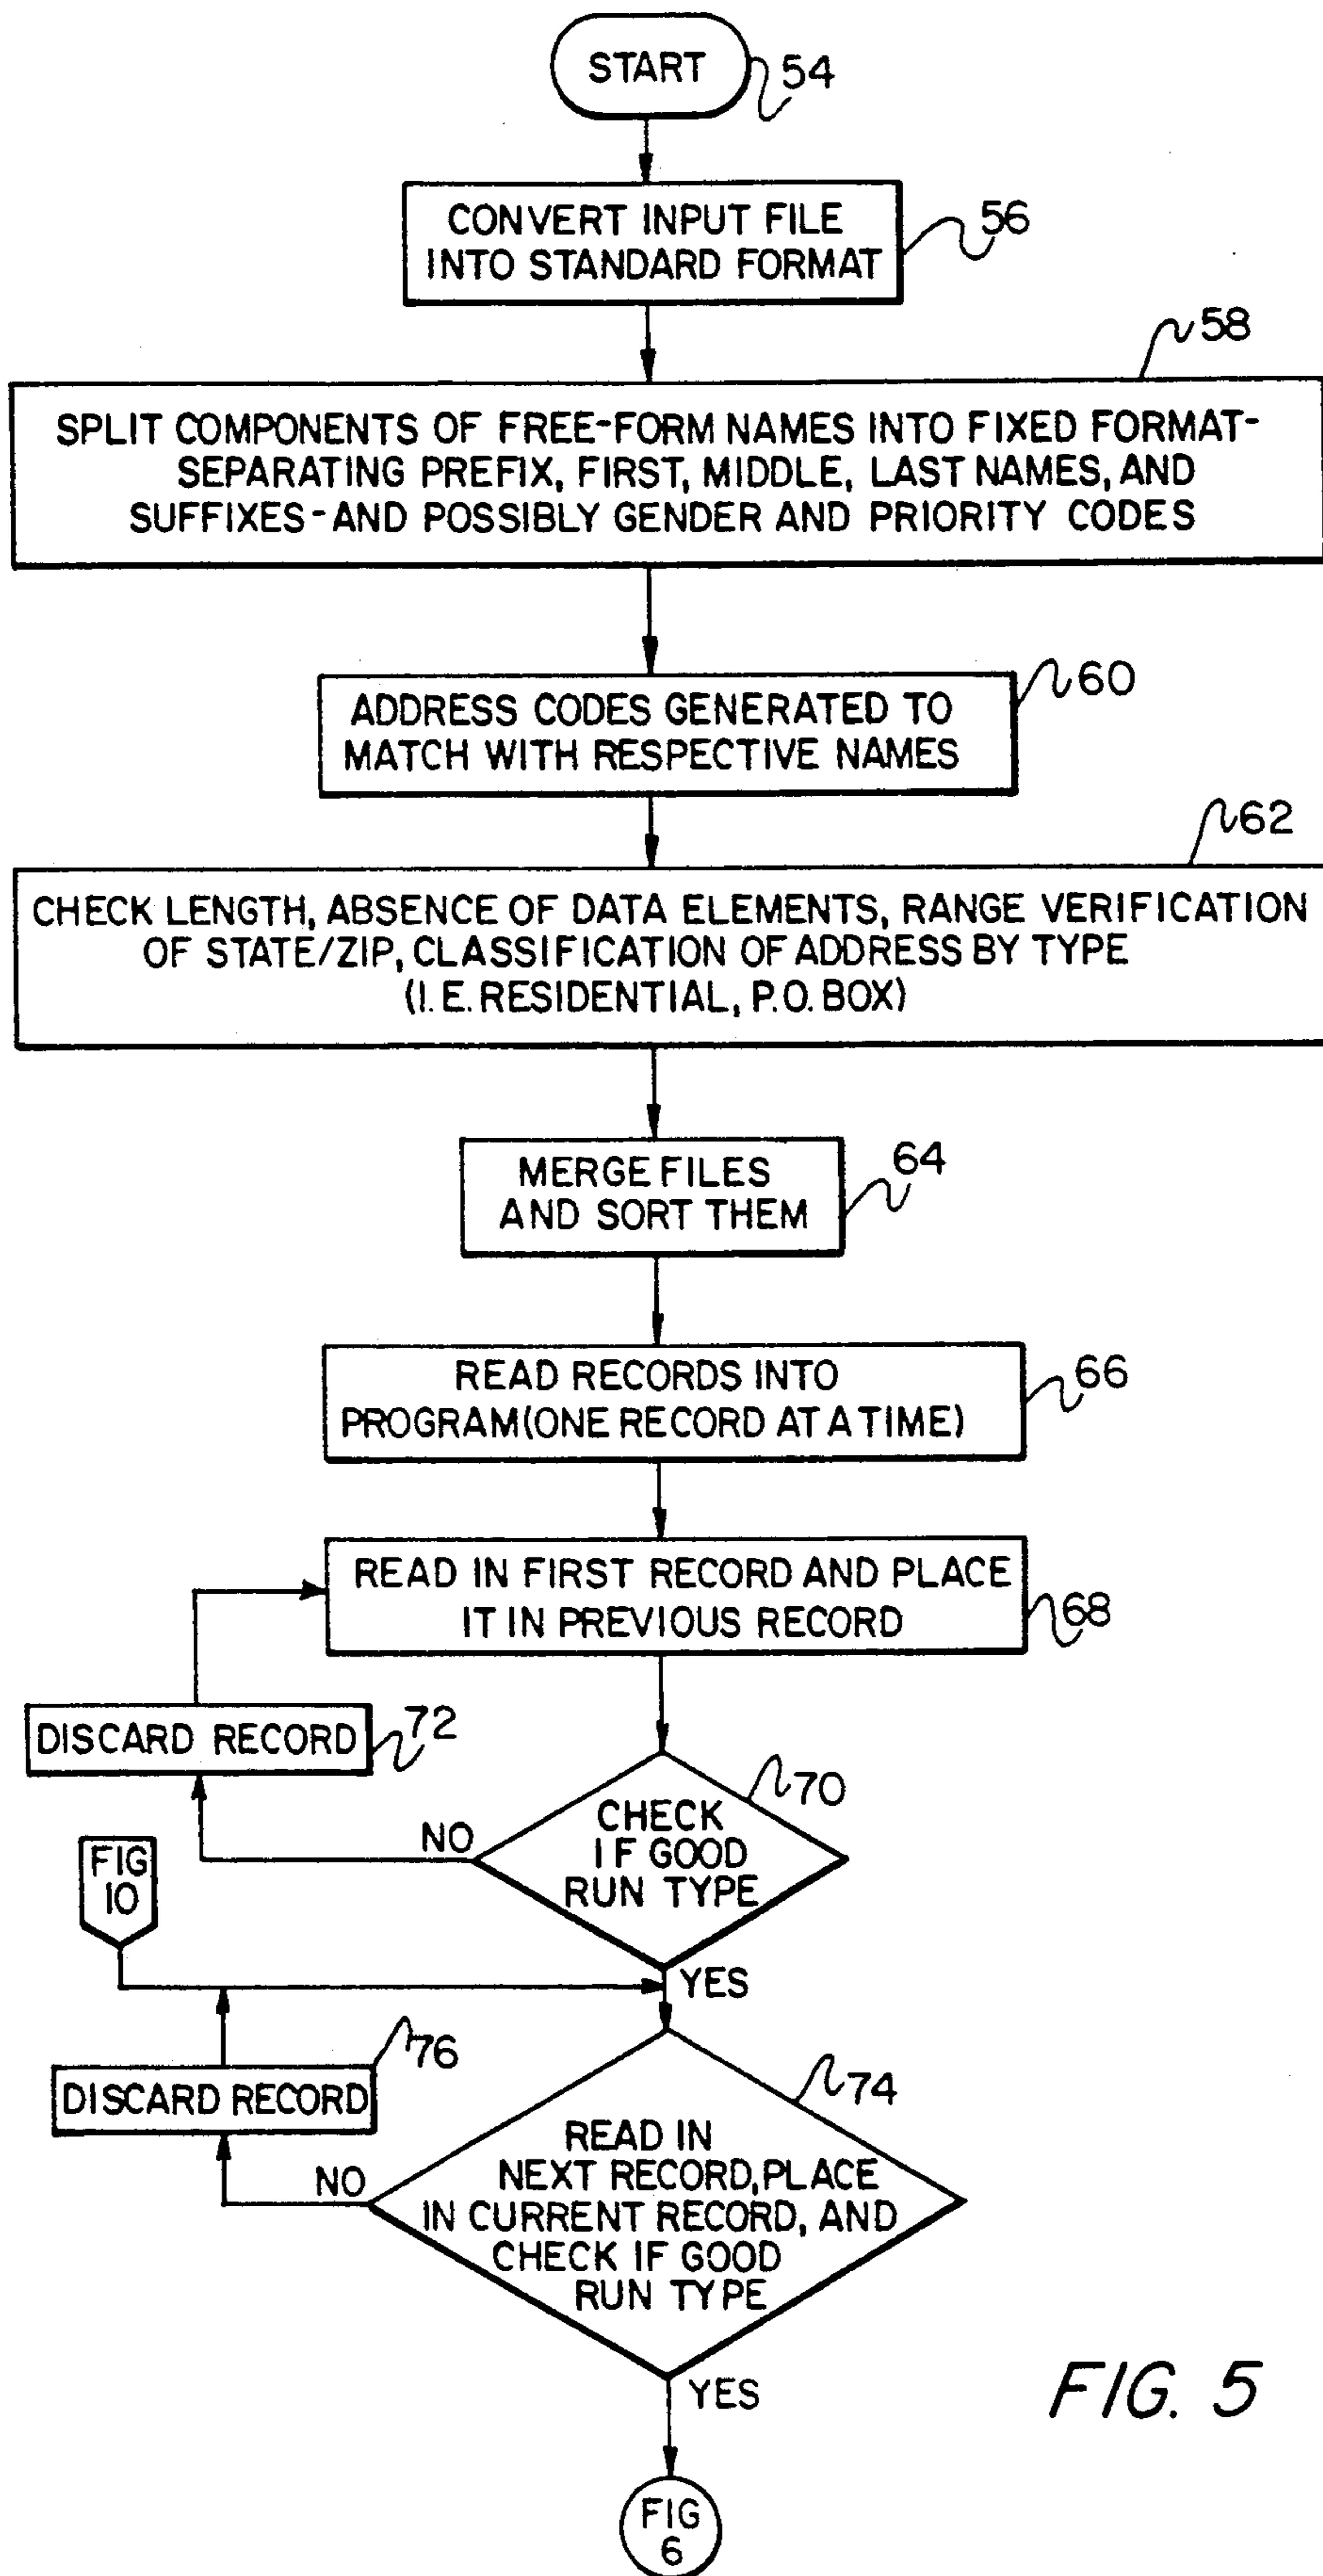 START
54
CONVERT INPUT FILE
INTO STANDARD FORMAT
56
58
SPLIT COMPONENTS OF FREE-FORM NAMES INTO FIXED FORMAT-
SEPARATING PREFIX, FIRST, MIDDLE, LAST NAMES, AND
SUFFIXES-AND POSSIBLY GENDER AND PRIORITY CODES
60
ADDRESS CODES GENERATED TO
MATCH WITH RESPECTIVE NAMES
62
CHECK LENGTH, ABSENCE OF DATA ELEMENTS, RANGE VERIFICATION
OF STATE/ZIP, CLASSIFICATION OF ADDRESS BY TYPE
(I.E. RESIDENTIAL, P.O. BOX)
MERGE FILES
AND SORT THEM
64
READ RECORDS INTO
PROGRAM(ONE RECORD AT A TIME)
66
READ IN FIRST RECORD AND PLACE
IT IN PREVIOUS RECORD
68
DISCARD RECORD
72
70
CHECK
IF GOOD
RUN TYPE
NO
FIG
10
YES
76
DISCARD RECORD
74
READ IN
NEXT RECORD, PLACE
IN CURRENT RECORD, AND
CHECK IF GOOD
RUN TYPE
NO
YES
FIG. 5
FIG
6